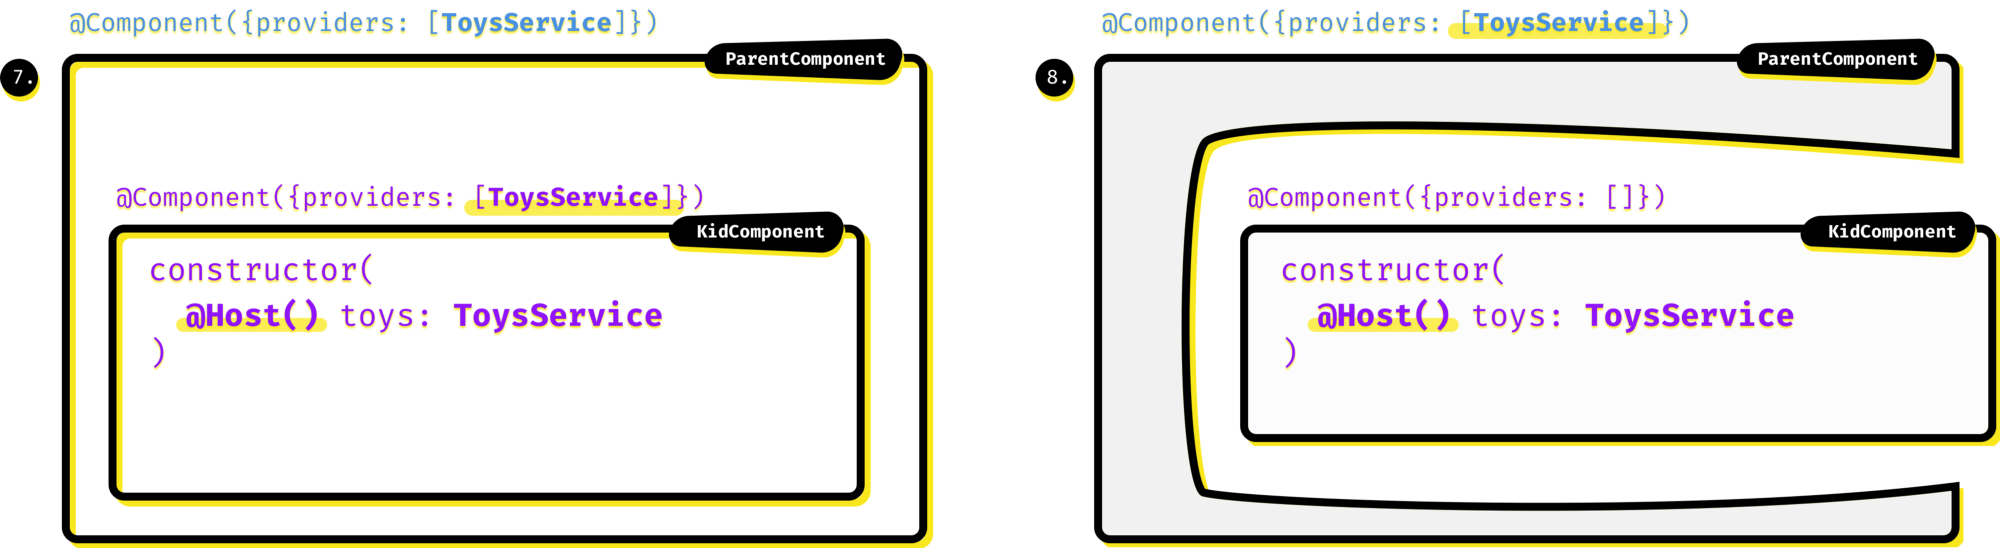 @Component({providers: [ToysService]})
ParentComponent
7.
@Component({providers: [ToysService]})
KidComponent
constructor(
@Host() toys: ToysService
)
@Component({providers: [ToysService]})
ParentComponent
8.
@Component({providers: []})
KidComponent
constructor(
@Host() toys: ToysService
)